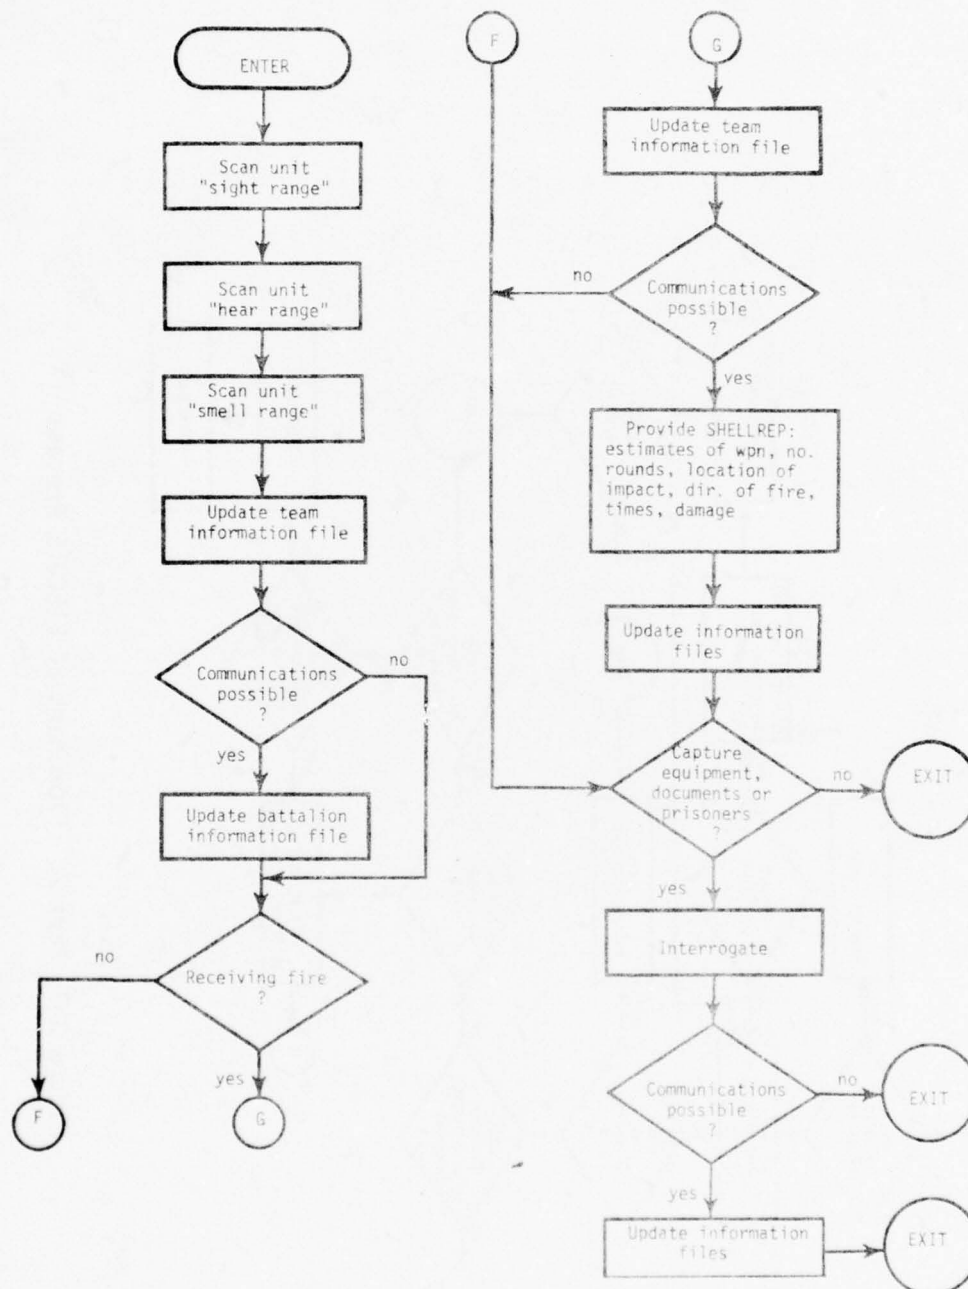 ENTER
Scan unit
"sight range"
Scan unit
"hear range"
Scan unit
"smell range"
Update team
information file
Communications
possible
?
no
yes
Update battalion
information file
Receiving fire
?
no
yes
F
G
F
G
Update team
information file
Communications
possible
?
no
yes
Provide SHELLREP:
estimates of wpn, no.
rounds, location of
impact, dir. of fire,
times, damage
Update information
files
Capture
equipment,
documents or
prisoners
?
no
EXIT
yes
Interrogate
Communications
possible
?
no
EXIT
yes
Update information
files
EXIT